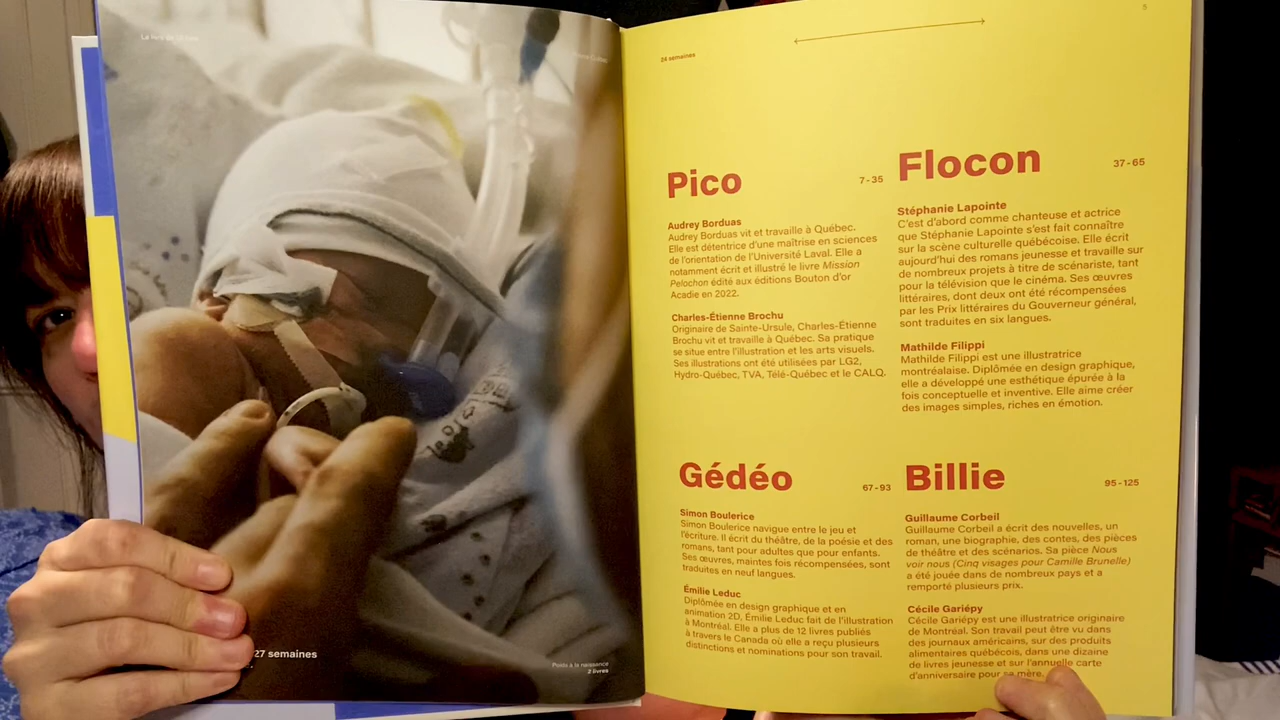 27 semaines
Poids à la naissance
2 livres
5
24 semaines
Pico
7-35
Audrey Borduas
Audrey Borduas vit et travaille à Québec.
Elle est détentrice d'une maîtrise en sciences
de l'orientation de l'Université Laval. Elle a
notamment écrit et illustré le livre Mission
Pelochon édité aux éditions Bouton d'or
Acadie en 2022.
Charles-Étienne Brochu
Originaire de Sainte-Ursule, Charles-Étienne
Brochu vit et travaille à Québec. Sa pratique
se situe entre l'illustration et les arts visuels.
Ses illustrations ont été utilisées par LG2,
Hydro-Québec, TVA, Télé-Québec et le CALQ.
Flocon
37-65
Stéphanie Lapointe
C'est d'abord comme chanteuse et actrice
que Stéphanie Lapointe s'est fait connaître
sur la scène culturelle québécoise. Elle écrit
aujourd'hui des romans jeunesse et travaille sur
de nombreux projets à titre de scénariste, tant
pour la télévision que le cinéma. Ses œuvres
littéraires, dont deux ont été récompensées
par les Prix littéraires du Gouverneur général,
sont traduites en six langues.
Mathilde Filippi
Mathilde Filippi est une illustratrice
montréalaise. Diplômée en design graphique,
elle a développé une esthétique épurée à la
fois conceptuelle et inventive. Elle aime créer
des images simples, riches en émotion.
Gédéo
67-93
Simon Boulerice
Simon Boulerice navigue entre le jeu et
l'écriture. Il écrit du théâtre, de la poésie et des
romans, tant pour adultes que pour enfants.
Ses œuvres, maintes fois récompensées, sont
traduites en neuf langues.
Émilie Leduc
Diplômée en design graphique et en
animation 2D, Émilie Leduc fait de l'illustration
à Montréal. Elle a plus de 12 livres publiés
à travers le Canada où elle a reçu plusieurs
distinctions et nominations pour son travail.
Billie
95-125
Guillaume Corbeil
Guillaume Corbeil a écrit des nouvelles, un
roman, une biographie, des contes, des pièces
de théâtre et des scénarios. Sa pièce Nous
voir nous (Cinq visages pour Camille Brunelle)
a été jouée dans de nombreux pays et a
remporté plusieurs prix.
Cécile Gariépy
Cécile Gariépy est une illustratrice originaire
de Montréal. Son travail peut être vu dans
des journaux américains, sur des produits
alimentaires québécois, dans une dizaine
de livres jeunesse et sur l'annuelle carte
d'anniversaire pour sa mère.